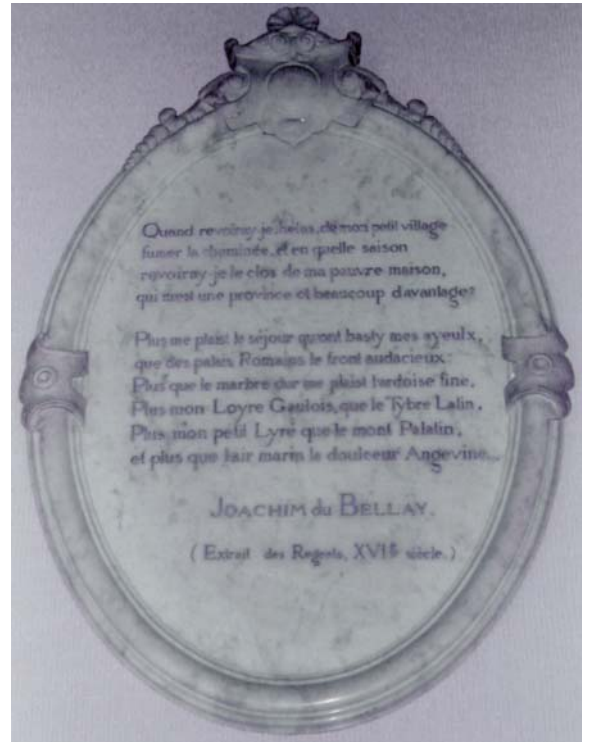 Quand revoiray-je, helas, de mon petit village
fumer la cheminée, et en quelle saison
revoiray-je le clos de ma pauvre maison,
qui m'est une province et beaucoup d'avantage?
Plus me plaist le séjour qu'ont basty mes ayeulx,
que des palais Romains le front audacieux:
Plus que le marbre dur me plaist l'ardoise fine,
Plus mon Loyre Gaulois, que le Tybre Latin,
Plus mon petit Lyré que le mont Palatin,
et plus que l'air marin le doulceur Angevine...
JOACHIM du BELLAY.
( Extrait des Regrets, XVIE siècle. )